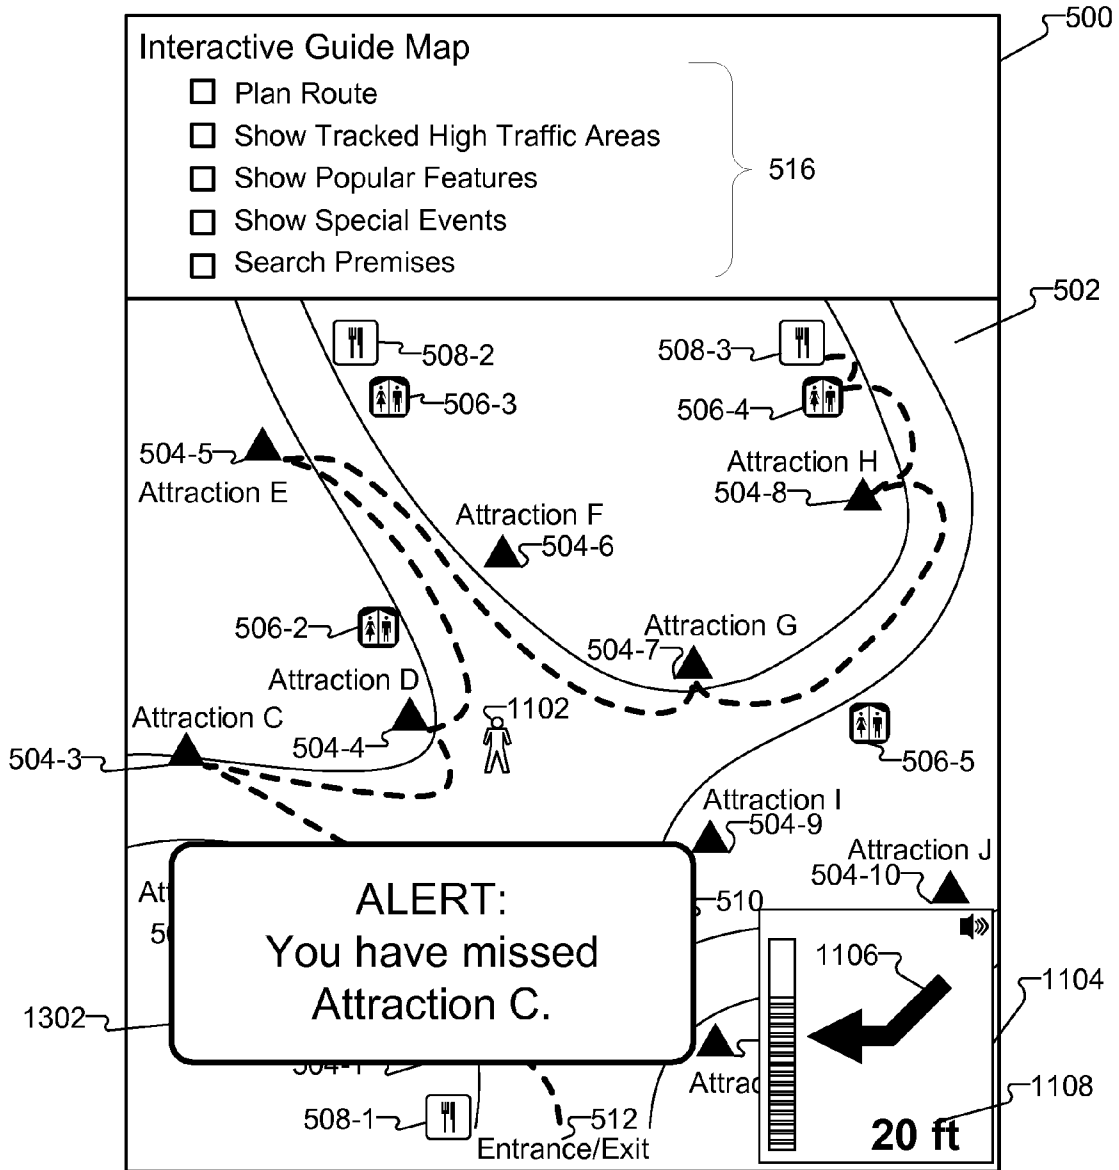 500
Interactive Guide Map
Plan Route
Show Tracked High Traffic Areas
Show Popular Features
516
Show Special Events
Search Premises
502
508-2
508-3
506-3
506-4
504-5
Attraction E
Attraction H
504-8
Attraction F
504-6
506-2
Attraction G
504-7
Attraction D
504-4
1102
Attraction C
504-3
506-5
Attraction I
504-9
Attraction J
504-10
510
ALERT:
You have missed
Attraction C.
1302
1106
1104
1108
20 ft
504-1
508-1
512
Entrance/Exit